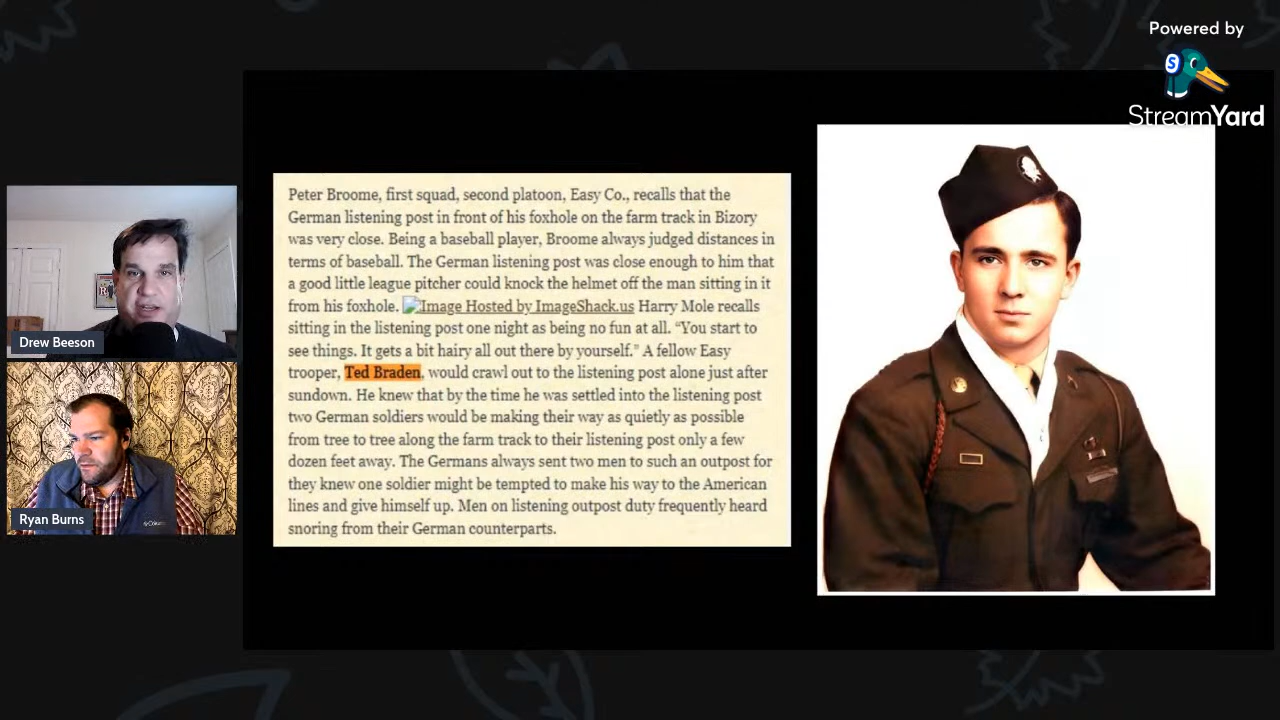 Powered by
StreamYard
Peter Broome, first squad, second platoon, Easy Co., recalls that the
German listening post in front of his foxhole on the farm track in Bizory
was very close. Being a baseball player, Broome always judged distances in
terms of baseball. The German listening post was close enough to him that
a good little league pitcher could knock the helmet off the man sitting in it
from his foxhole. Image Hosted by ImageShack.us Harry Mole recalls
sitting in the listening post one night as being no fun at all. “You start to
see things. It gets a bit hairy all out there by yourself.” A fellow Easy
trooper, Ted Braden, would crawl out to the listening post alone just after
sundown. He knew that by the time he was settled into the listening post
two German soldiers would be making their way as quietly as possible
from tree to tree along the farm track to their listening post only a few
dozen feet away. The Germans always sent two men to such an outpost for
they knew one soldier might be tempted to make his way to the American
lines and give himself up. Men on listening outpost duty frequently heard
snoring from their German counterparts.
Drew Beeson
Ryan Burns